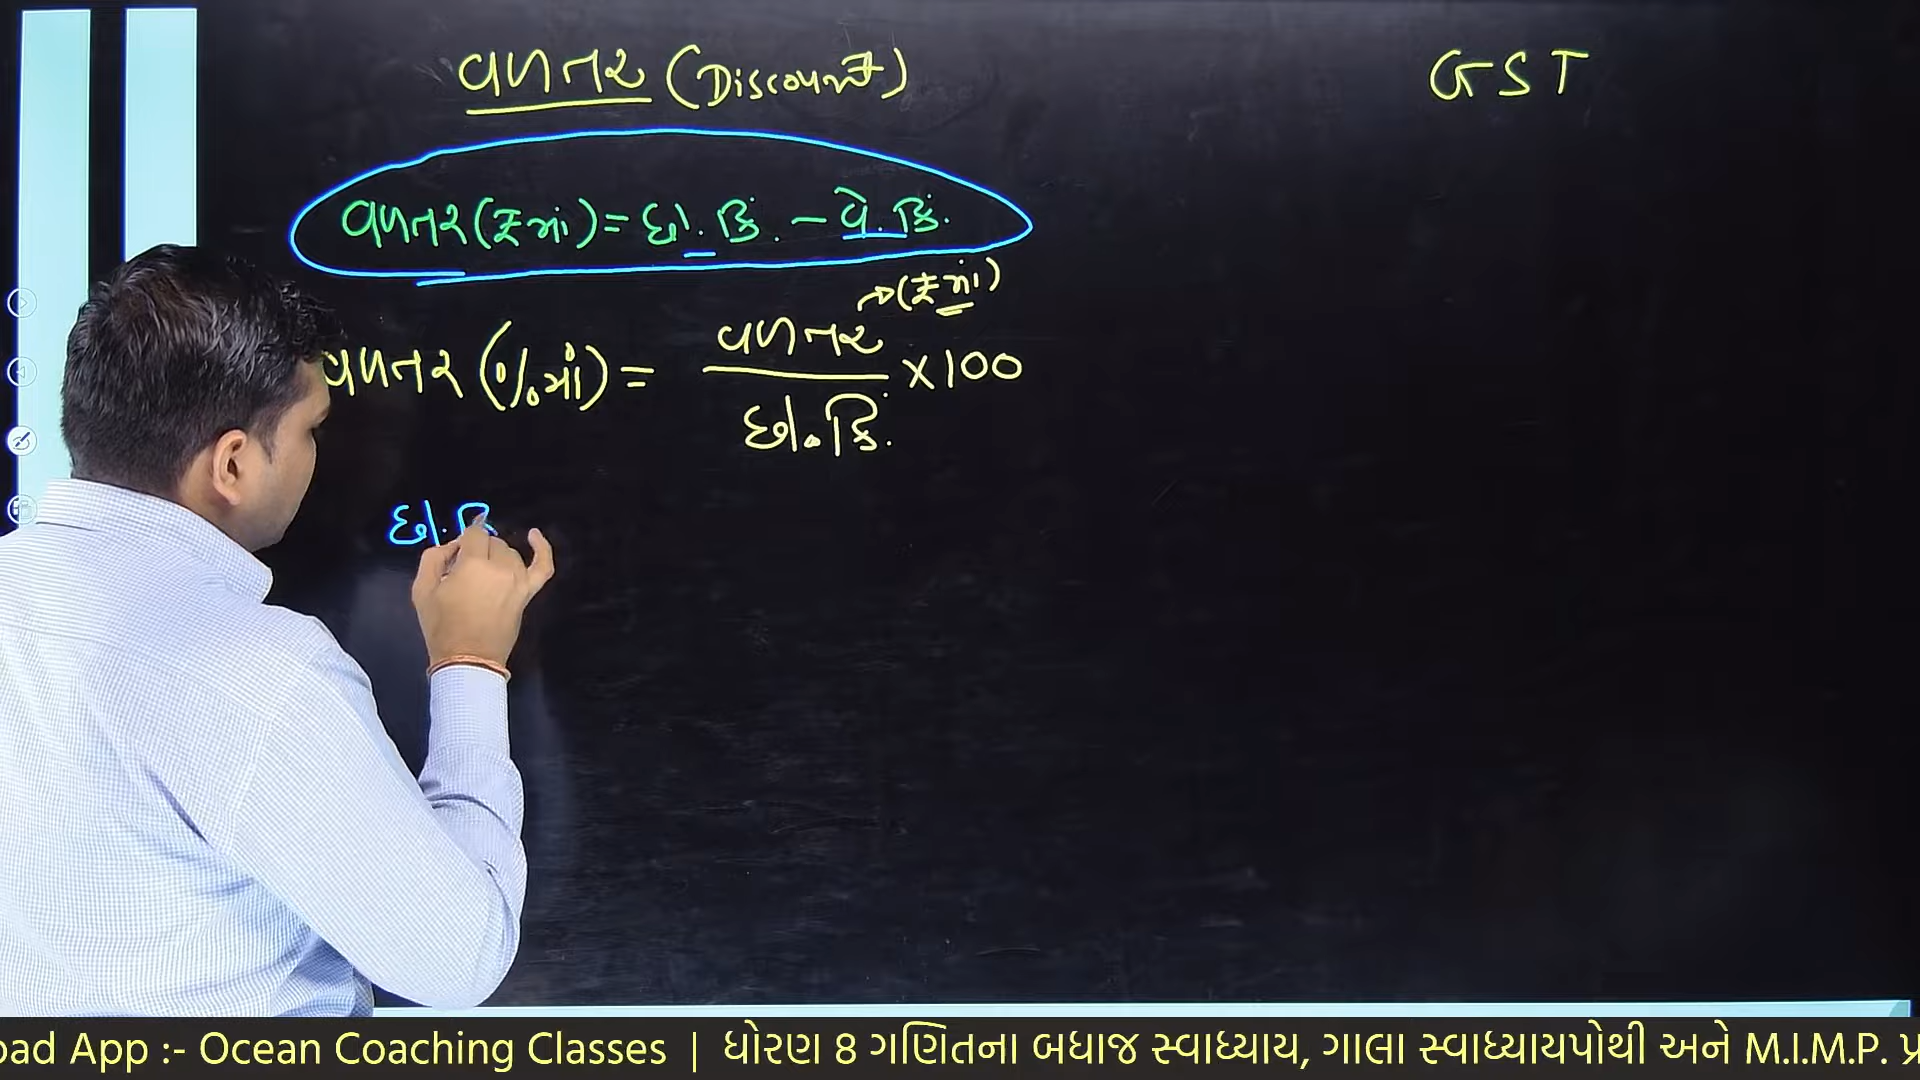 વળતર (Discount)
GST
વળતર (₹માં) = છા. કિં. – વે. કિં.
→(₹માં)
વળતર (%માં) = વળતર / છા. કિં. × 100
છા. કિ
oad App :- Ocean Coaching Classes | ધોરણ 8 ગણિતના બધાજ સ્વાધ્યાય, ગાલા સ્વાધ્યાયપોથી અને M.I.M.P. પ્ર